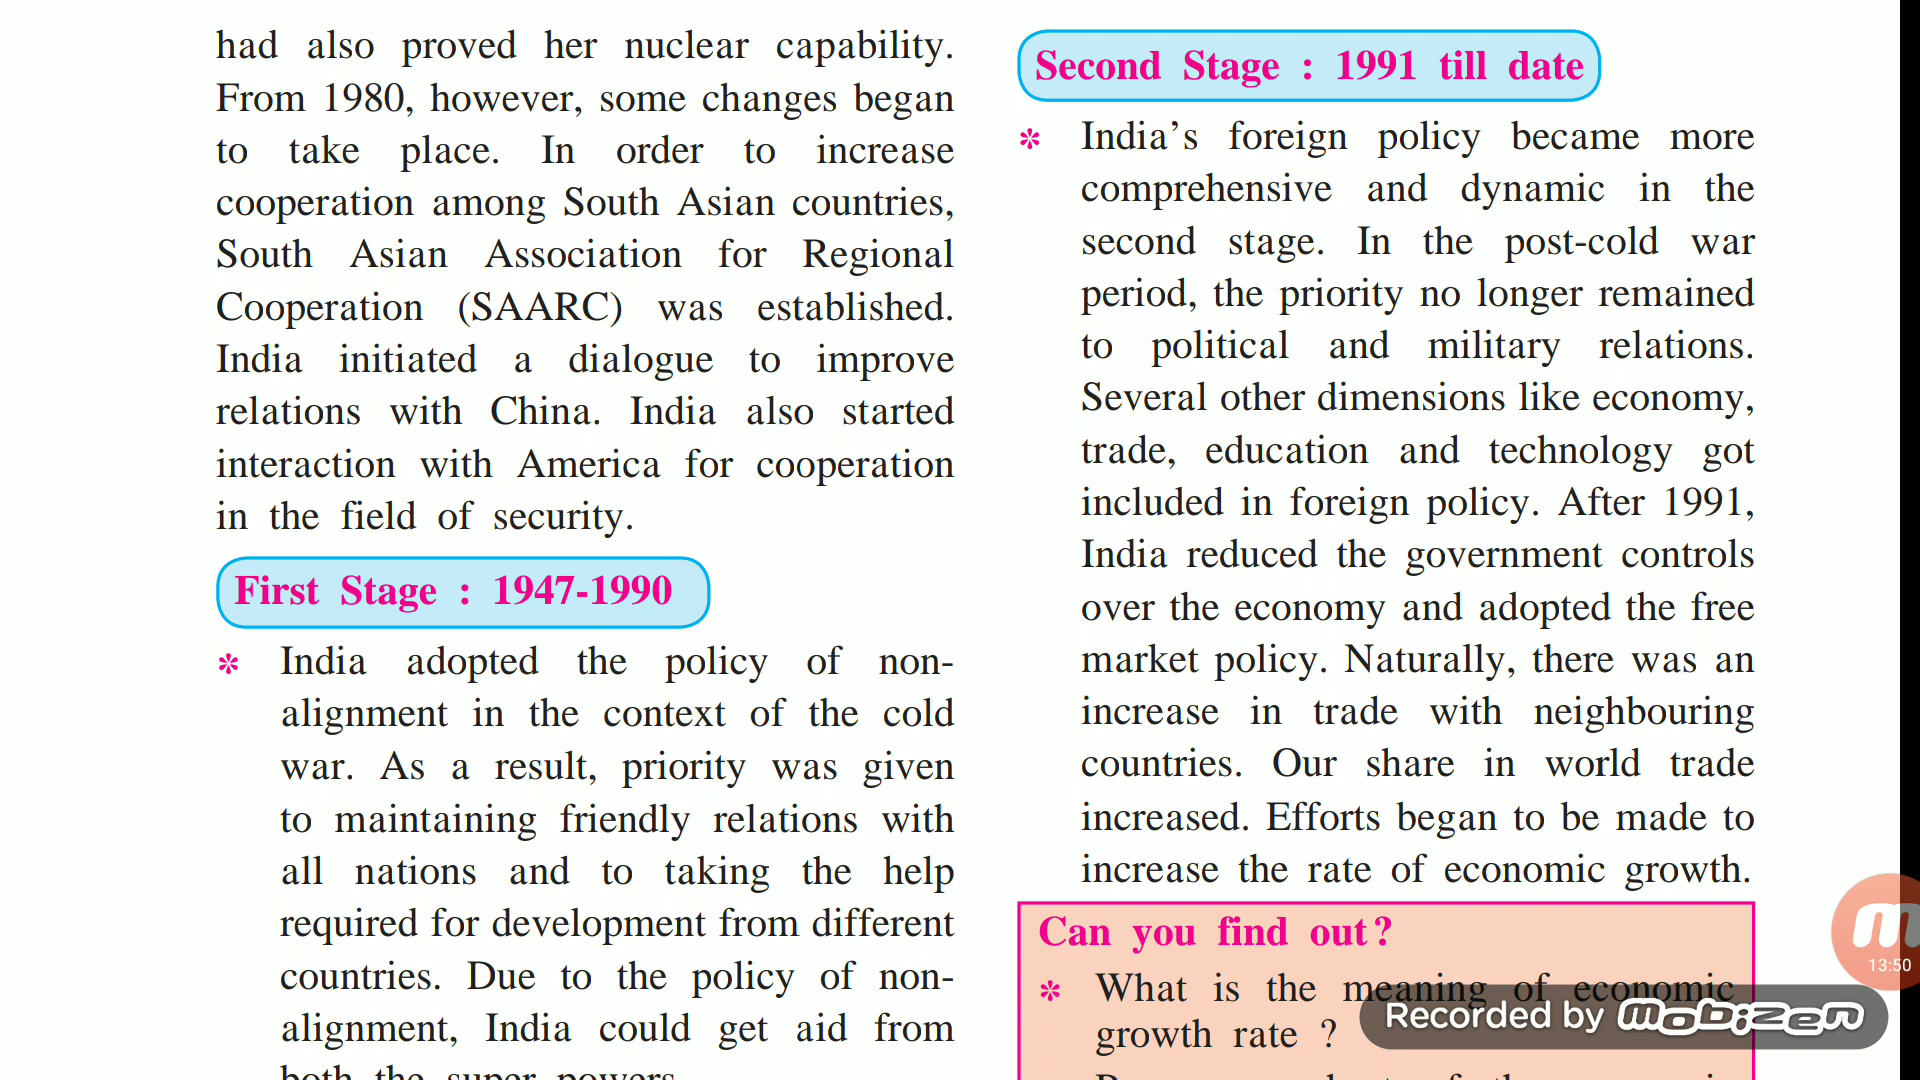 had also proved her nuclear capability.
From 1980, however, some changes began
to take place. In order to increase
cooperation among South Asian countries,
South Asian Association for Regional
Cooperation (SAARC) was established.
India initiated a dialogue to improve
relations with China. India also started
interaction with America for cooperation
in the field of security.
First Stage : 1947-1990
✽ India adopted the policy of non-
alignment in the context of the cold
war. As a result, priority was given
to maintaining friendly relations with
all nations and to taking the help
required for development from different
countries. Due to the policy of non-
alignment, India could get aid from
both the super powers.
Second Stage : 1991 till date
✽ India’s foreign policy became more
comprehensive and dynamic in the
second stage. In the post-cold war
period, the priority no longer remained
to political and military relations.
Several other dimensions like economy,
trade, education and technology got
included in foreign policy. After 1991,
India reduced the government controls
over the economy and adopted the free
market policy. Naturally, there was an
increase in trade with neighbouring
countries. Our share in world trade
increased. Efforts began to be made to
increase the rate of economic growth.
Can you find out ?
✽ What is the meaning of economic
growth rate ?
13:50
Recorded by mobizen